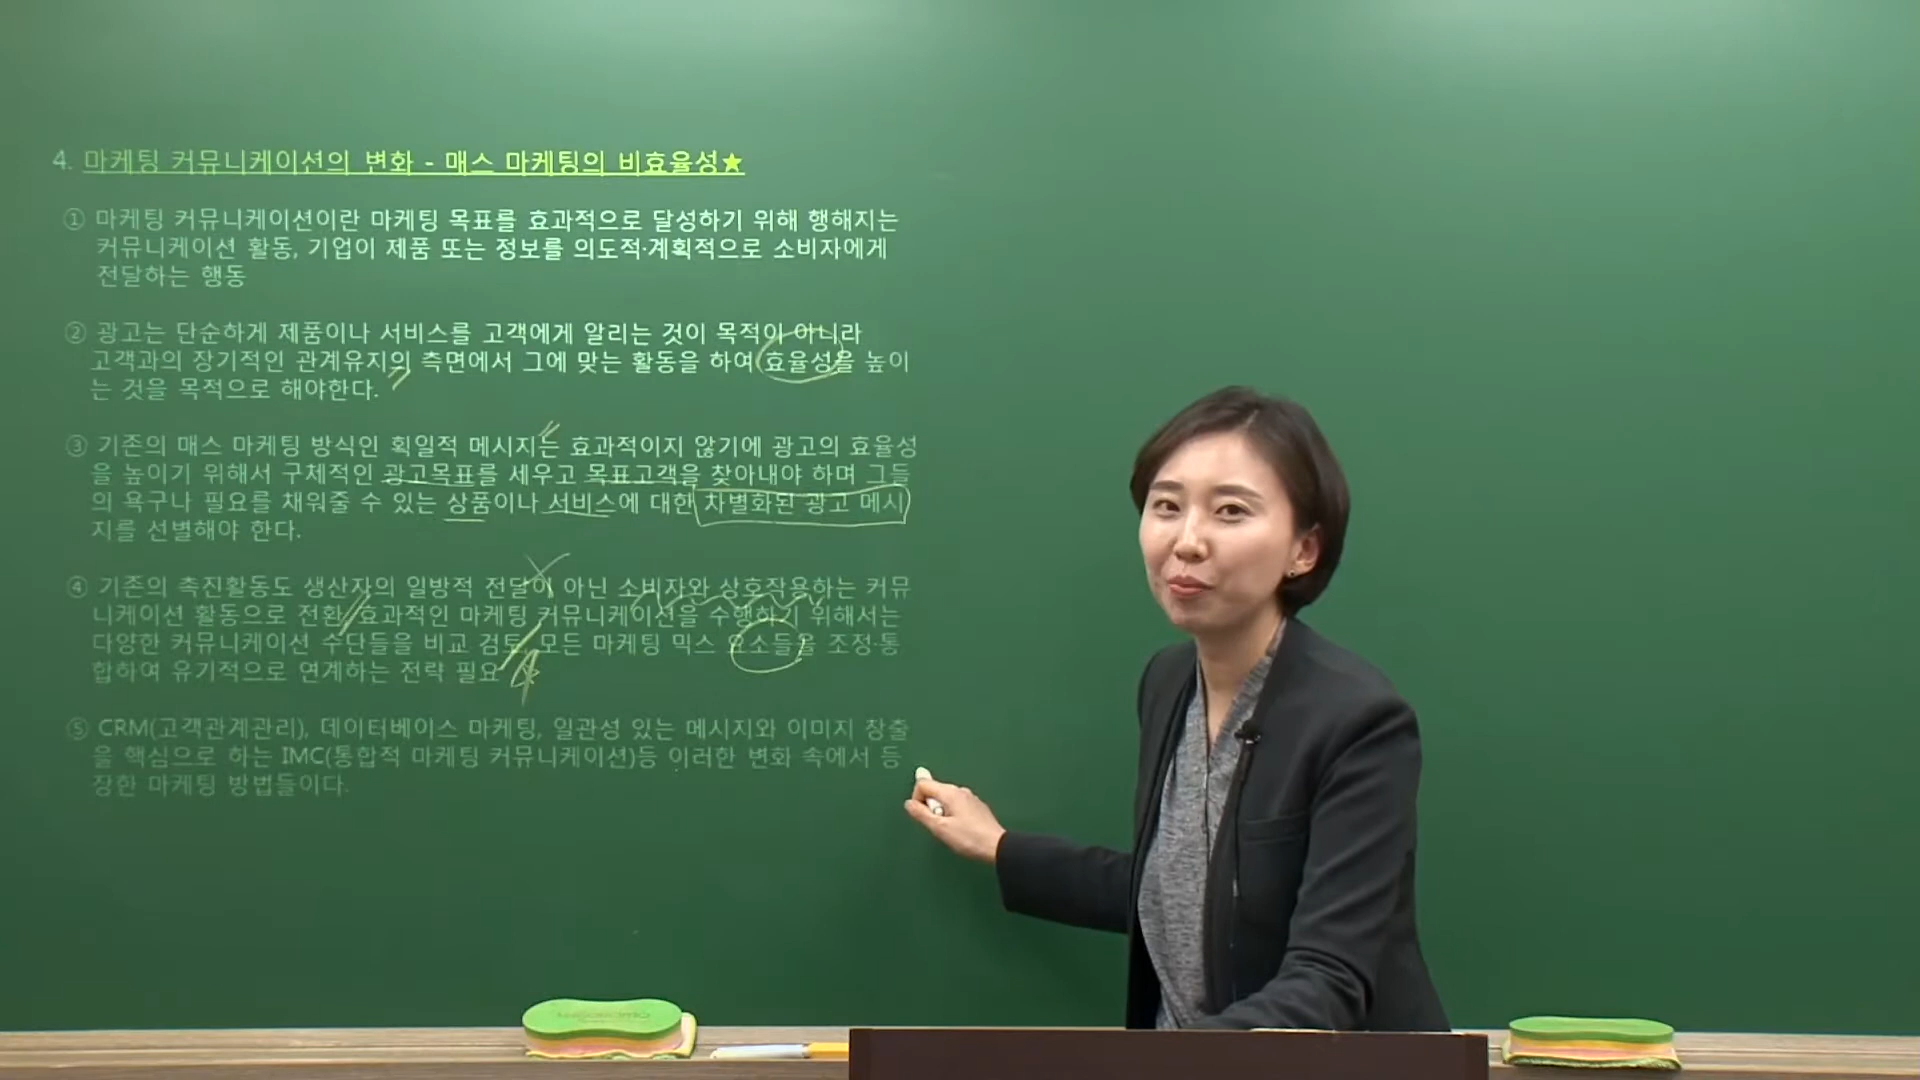 4. 마케팅 커뮤니케이션의 변화 - 매스 마케팅의 비효율성★
① 마케팅 커뮤니케이션이란 마케팅 목표를 효과적으로 달성하기 위해 행해지는
커뮤니케이션 활동, 기업이 제품 또는 정보를 의도적·계획적으로 소비자에게
전달하는 행동
② 광고는 단순하게 제품이나 서비스를 고객에게 알리는 것이 목적이 아니라
고객과의 장기적인 관계유지의 측면에서 그에 맞는 활동을 하여 효율성을 높이
는 것을 목적으로 해야한다.
③ 기존의 매스 마케팅 방식인 획일적 메시지는 효과적이지 않기에 광고의 효율성
을 높이기 위해서 구체적인 광고목표를 세우고 목표고객을 찾아내야 하며 그들
의 욕구나 필요를 채워줄 수 있는 상품이나 서비스에 대한 차별화된 광고 메시
지를 선별해야 한다.
④ 기존의 촉진활동도 생산자의 일방적 전달이 아닌 소비자와 상호작용하는 커뮤
니케이션 활동으로 전환, 효과적인 마케팅 커뮤니케이션을 수행하기 위해서는
다양한 커뮤니케이션 수단들을 비교 검토, 모든 마케팅 믹스 요소들을 조정·통
합하여 유기적으로 연계하는 전략 필요
⑤ CRM(고객관계관리), 데이터베이스 마케팅, 일관성 있는 메시지와 이미지 창출
을 핵심으로 하는 IMC(통합적 마케팅 커뮤니케이션)등 이러한 변화 속에서 등
장한 마케팅 방법들이다.